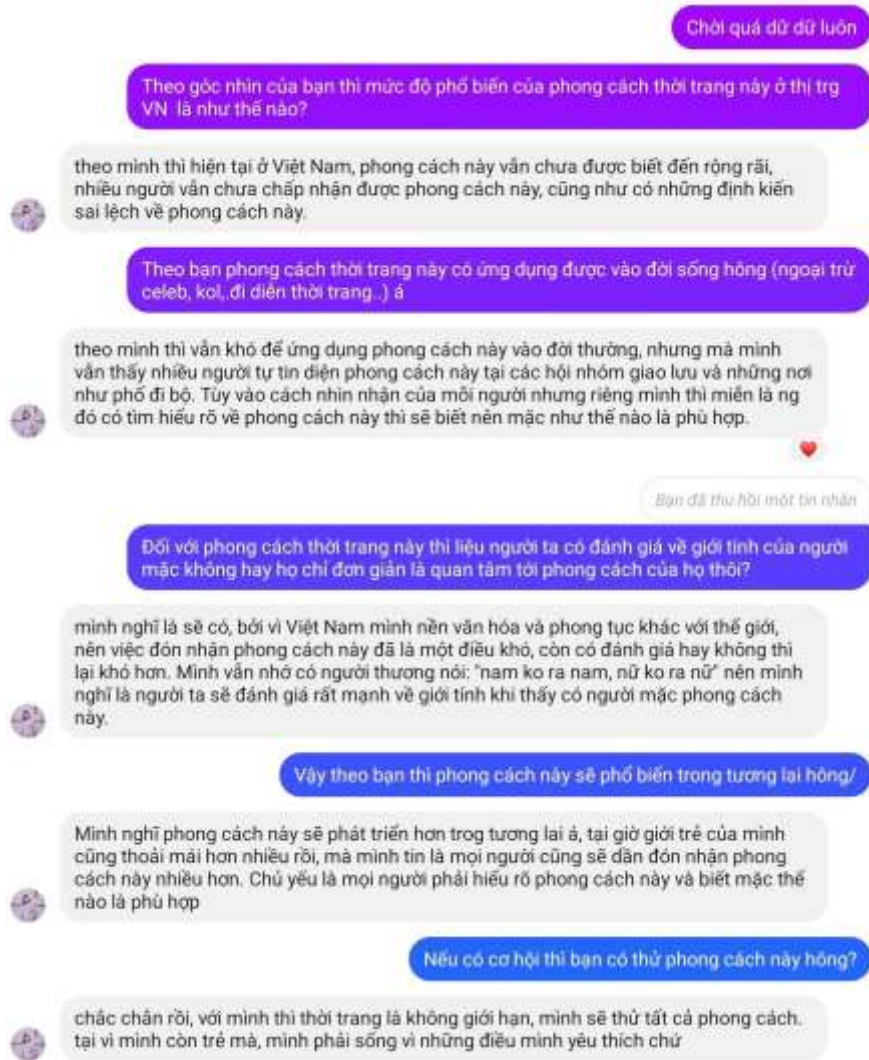 Chời quá dữ dữ luôn
Theo góc nhìn của bạn thì mức độ phổ biến của phong cách thời trang này ở thị trg
VN là như thế nào?
theo mình thì hiện tại ở Việt Nam, phong cách này vẫn chưa được biết đến rộng rãi,
nhiều người vẫn chưa chấp nhận được phong cách này, cũng như có những định kiến
sai lệch về phong cách này.
Theo bạn phong cách thời trang này có ứng dụng được vào đời sống hông (ngoại trừ
celeb, kol,.đi diễn thời trang..) á
theo mình thì vẫn khó để ứng dụng phong cách này vào đời thường, nhưng mà mình
vẫn thấy nhiều người tự tin diện phong cách này tại các hội nhóm giao lưu và những nơi
như phố đi bộ. Tùy vào cách nhìn nhận của mỗi người nhưng riêng mình thì miễn là ng
đó có tìm hiểu rõ về phong cách này thì sẽ biết nên mặc như thế nào là phù hợp.
Bạn đã thu hồi một tin nhắn
Đối với phong cách thời trang này thì liệu người ta có đánh giá về giới tính của người
mặc không hay họ chỉ đơn giản là quan tâm tới phong cách của họ thôi?
mình nghĩ là sẽ có, bởi vì Việt Nam mình nền văn hóa và phong tục khác với thế giới,
nên việc đón nhận phong cách này đã là một điều khó, còn có đánh giá hay không thì
lại khó hơn. Mình vẫn nhớ có người thương nói: "nam ko ra nam, nữ ko ra nữ" nên mình
nghĩ là người ta sẽ đánh giá rất mạnh về giới tính khi thấy có người mặc phong cách
này.
Vậy theo bạn thì phong cách này sẽ phổ biến trong tương lai hông/
Mình nghĩ phong cách này sẽ phát triển hơn trog tương lai á, tại giờ giới trẻ của mình
cũng thoải mái hơn nhiều rồi, mà mình tin là mọi người cũng sẽ dần đón nhận phong
cách này nhiều hơn. Chủ yếu là mọi người phải hiểu rõ phong cách này và biết mặc thế
nào là phù hợp
Nếu có cơ hội thì bạn có thử phong cách này hông?
chắc chắn rồi, với mình thì thời trang là không giới hạn, mình sẽ thử tất cả phong cách.
tại vì mình còn trẻ mà, mình phải sống vì những điều mình yêu thích chứ